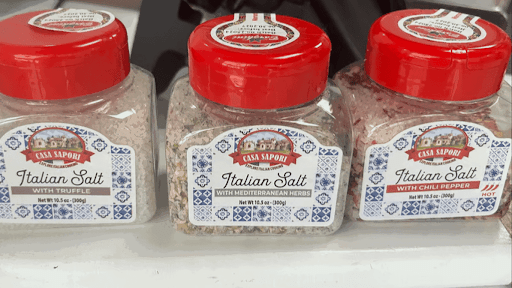 CASA SAPORI
Italian Salt
WITH TRUFFLE
Net Wt 10.5 oz (300g)
CASA SAPORI
Italian Salt
WITH MEDITERRANEAN HERBS
Net Wt 10.5 oz (300g)
CASA SAPORI
Italian Salt
WITH CHILI PEPPER
HOT
Net Wt 10.5 oz (300g)